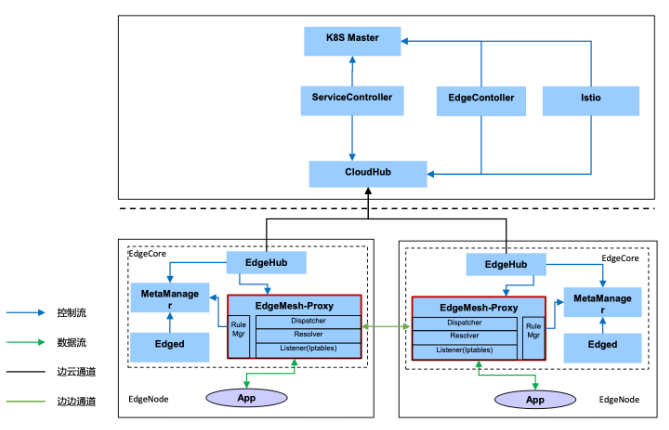 K8S Master
ServiceController
EdgeContoller
Istio
CloudHub
EdgeCore
EdgeHub
MetaManage
r
EdgeMesh-Proxy
Rule
Mgr
Dispatcher
Resolver
Listener(Iptables)
Edged
App
EdgeNode
EdgeCore
EdgeHub
MetaManage
r
EdgeMesh-Proxy
Dispatcher
Resolver
Listener(Iptables)
Rule
Mgr
Edged
App
EdgeNode
控制流
数据流
边云通道
边边通道